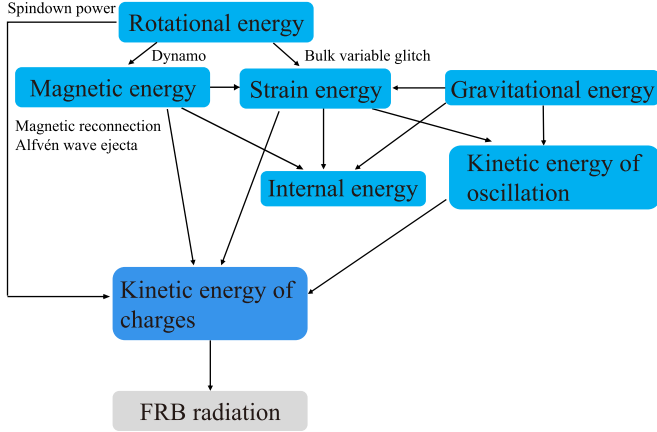 Spindown power
Rotational energy
Dynamo
Bulk variable glitch
Magnetic energy
Strain energy
Gravitational energy
Magnetic reconnection
Alfvén wave ejecta
Internal energy
Kinetic energy of
oscillation
Kinetic energy of
charges
FRB radiation